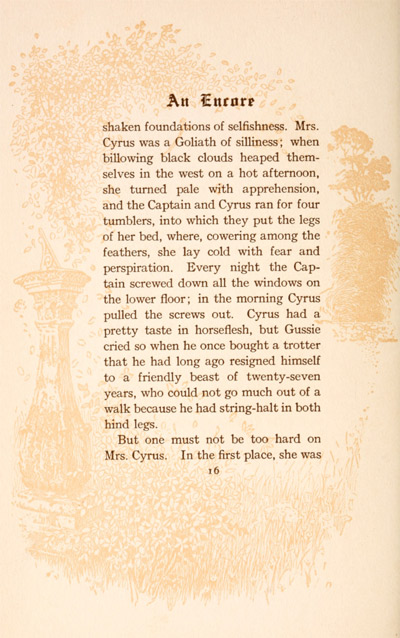 An Encore
shaken foundations of selfishness. Mrs.
Cyrus was a Goliath of silliness; when
billowing black clouds heaped them-
selves in the west on a hot afternoon,
she turned pale with apprehension,
and the Captain and Cyrus ran for four
tumblers, into which they put the legs
of her bed, where, cowering among the
feathers, she lay cold with fear and
perspiration. Every night the Cap-
tain screwed down all the windows on
the lower floor; in the morning Cyrus
pulled the screws out. Cyrus had a
pretty taste in horseflesh, but Gussie
cried so when he once bought a trotter
that he had long ago resigned himself
to a friendly beast of twenty-seven
years, who could not go much out of a
walk because he had string-halt in both
hind legs.
But one must not be too hard on
Mrs. Cyrus. In the first place, she was
16